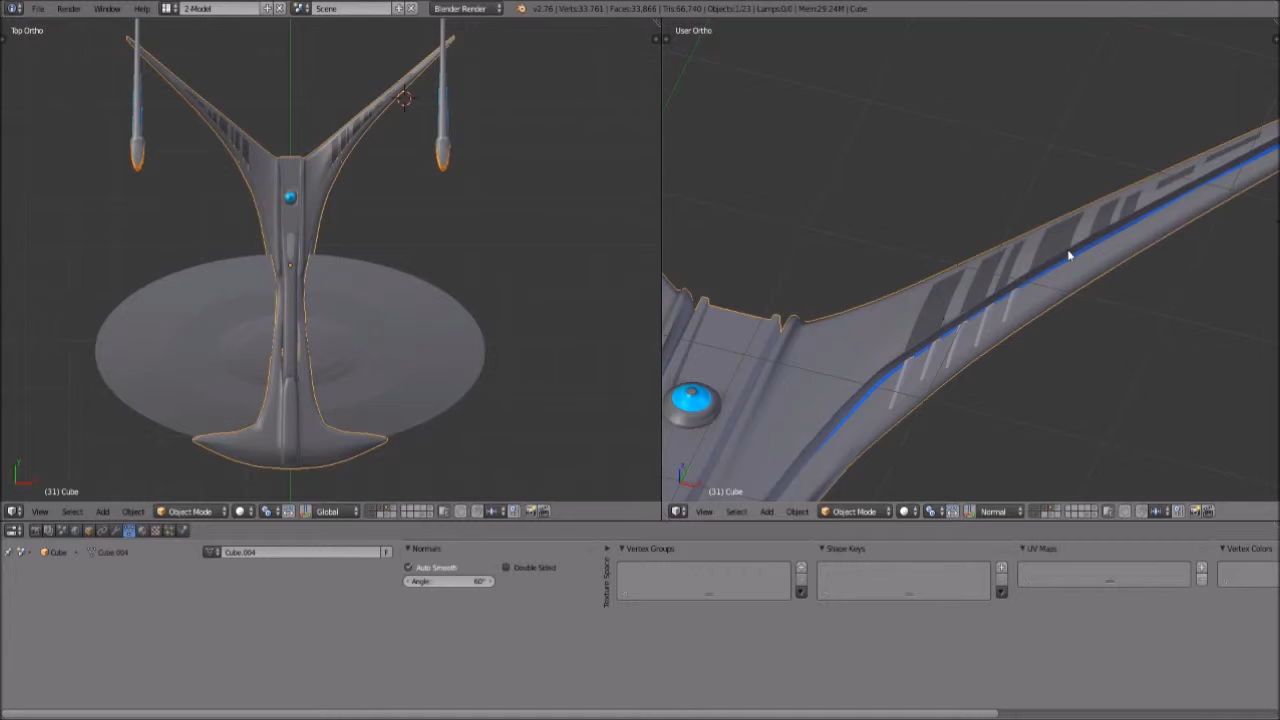 File Render Window Help 2-Model Scene Blender Render v2.76 | Verts:33,761 | Faces:33,866 | Tris:66,740 | Objects:1/23 | Lamps:0/0 | Mem:29.24M | Cube
Top Ortho
User Ortho
(31) Cube
(31) Cube
View Select Add Object Object Mode Global
View Select Add Object Object Mode Normal
Cube Cube.004 Cube.004 F
Normals
Auto Smooth Double Sided
Angle: 60°
Texture Space
Vertex Groups
Shape Keys
UV Maps
Vertex Colors